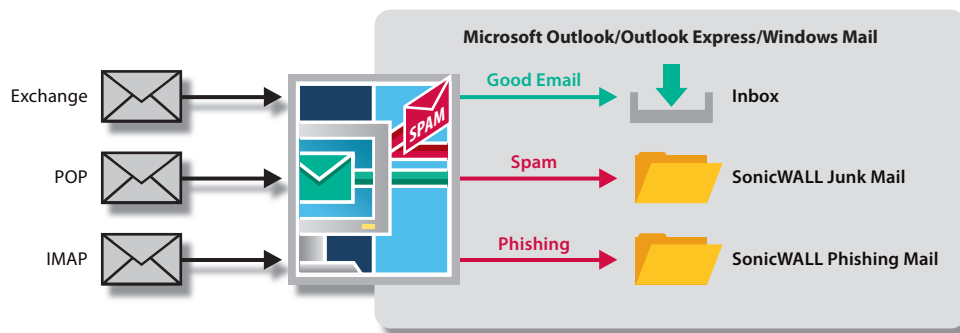 Microsoft Outlook/Outlook Express/Windows Mail
Exchange
Good Email
Inbox
SPAM
POP
Spam
SonicWALL Junk Mail
IMAP
Phishing
SonicWALL Phishing Mail